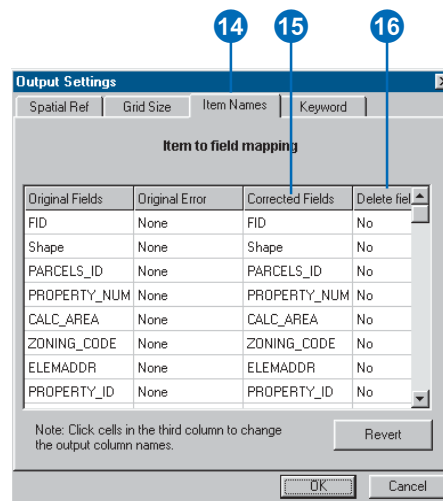 14 15 16
Output Settings
Spatial Ref Grid Size Item Names Keyword
Item to field mapping
Original Fields Original Error Corrected Fields Delete fiel
FID None FID No
Shape None Shape No
PARCELS_ID None PARCELS_ID No
PROPERTY_NUM None PROPERTY_NUM No
CALC_AREA None CALC_AREA No
ZONING_CODE None ZONING_CODE No
ELEMADDR None ELEMADDR No
PROPERTY_ID None PROPERTY_ID No
Note: Click cells in the third column to change
the output column names.
Revert
OK Cancel